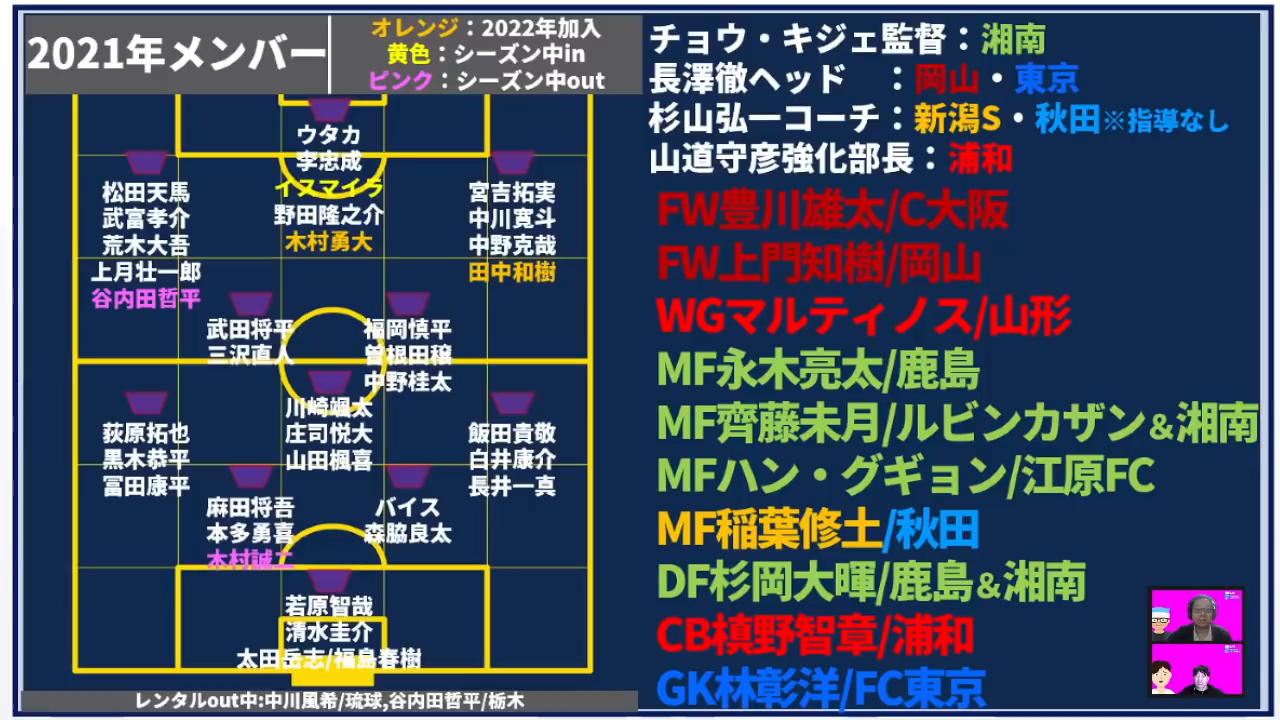 2021年メンバー
オレンジ：2022年加入
黄色：シーズン中in
ピンク：シーズン中out
ウタカ
李忠成
イスマイラ
野田隆之介
木村勇大
松田天馬
武富孝介
荒木大吾
上月壮一郎
谷内田哲平
宮吉拓実
中川寛斗
中野克哉
田中和樹
武田将平
三沢直人
福岡慎平
曽根田穣
中野桂太
川崎颯太
庄司悦大
山田楓喜
荻原拓也
黒木恭平
冨田康平
飯田貴敬
白井康介
長井一真
麻田将吾
本多勇喜
木村誠二
バイス
森脇良太
若原智哉
清水圭介
太田岳志/福島春樹
レンタルout中:中川風希/琉球,谷内田哲平/栃木
チョウ・キジェ監督：湘南
長澤徹ヘッド　：岡山・東京
杉山弘一コーチ：新潟S・秋田※指導なし
山道守彦強化部長：浦和
FW豊川雄太/C大阪
FW上門知樹/岡山
WGマルティノス/山形
MF永木亮太/鹿島
MF齊藤未月/ルビンカザン＆湘南
MFハン・グギョン/江原FC
MF稲葉修土/秋田
DF杉岡大暉/鹿島＆湘南
CB槙野智章/浦和
GK林彰洋/FC東京